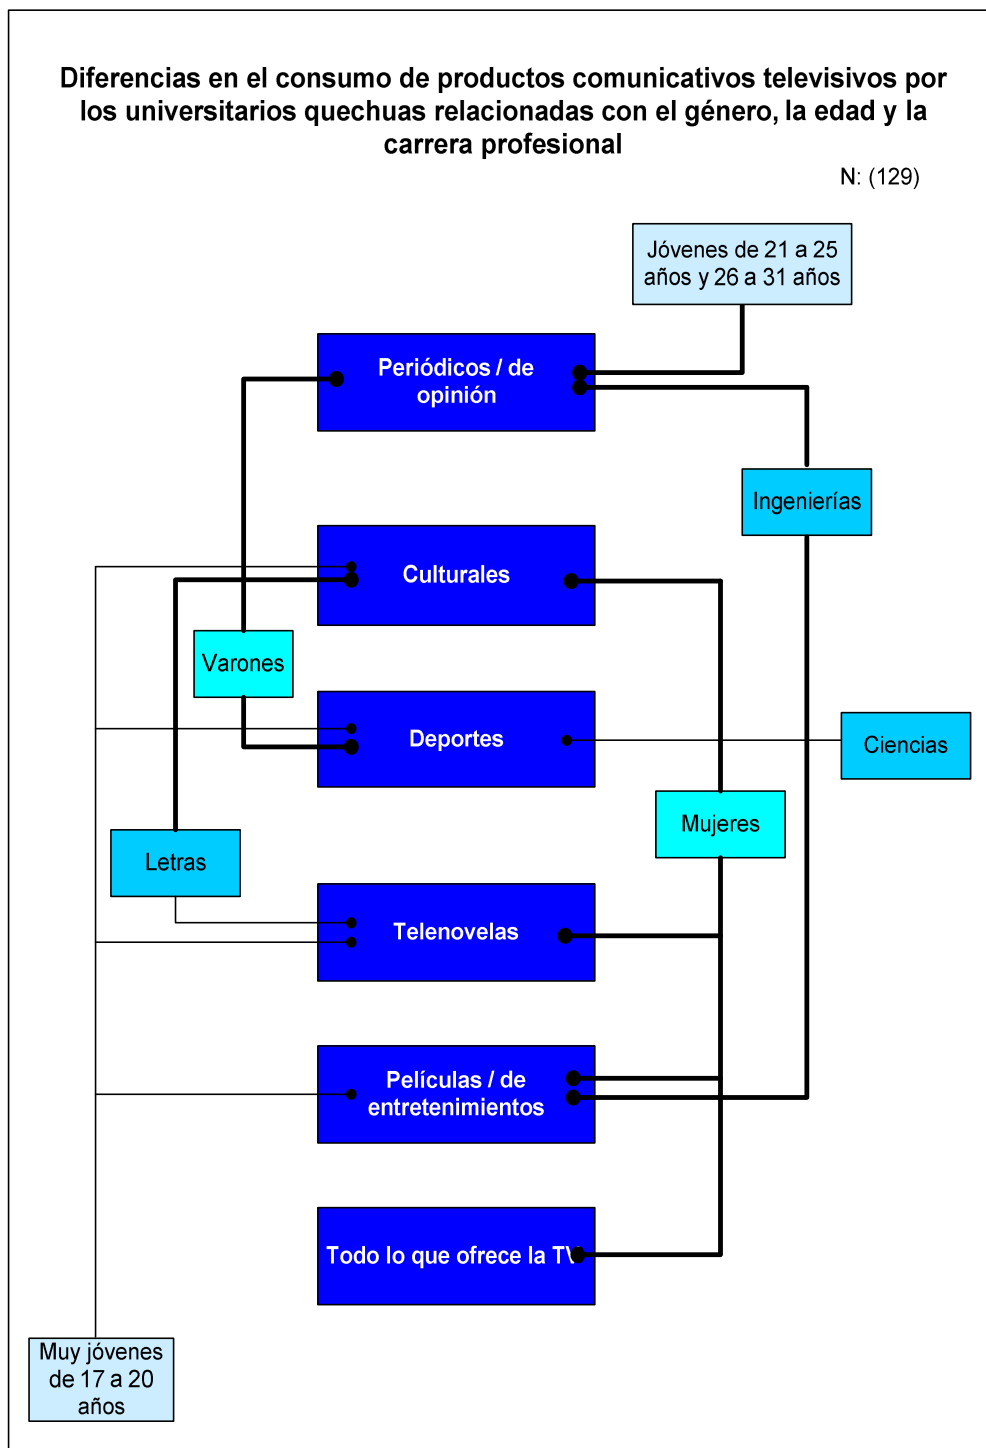 Diferencias en el consumo de productos comunicativos televisivos por
los universitarios quechuas relacionadas con el género, la edad y la
carrera profesional
N: (129)
Jóvenes de 21 a 25
años y 26 a 31 años
Periódicos / de
opinión
Ingenierías
Culturales
Varones
Deportes
Ciencias
Mujeres
Letras
Telenovelas
Películas / de
entretenimientos
Todo lo que ofrece la TV
Muy jóvenes
de 17 a 20
años